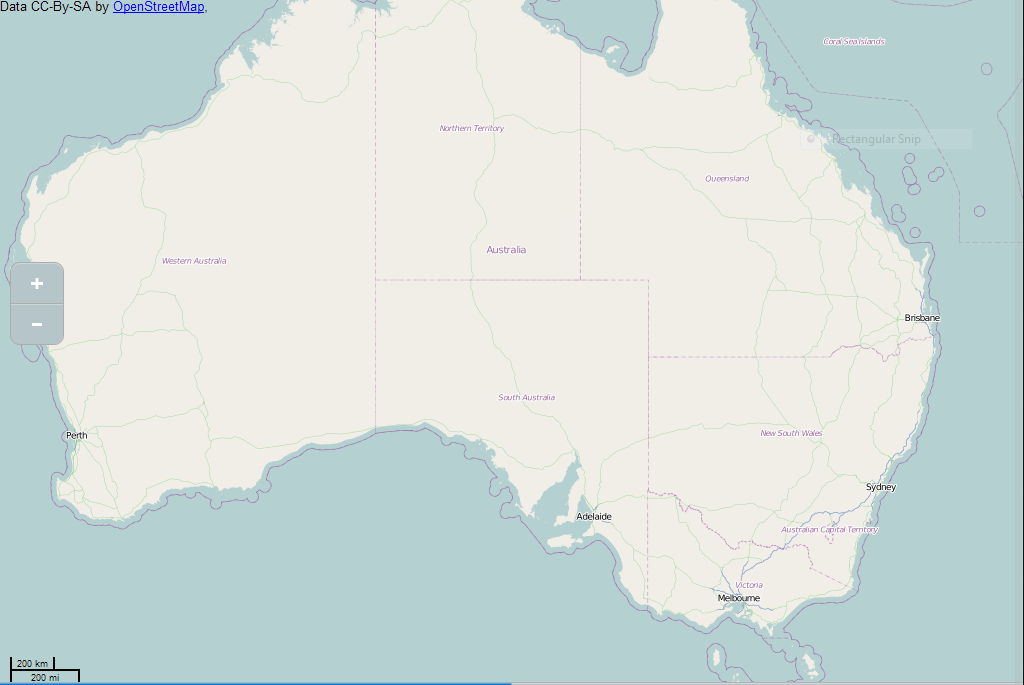 Data CC-By-SA by OpenStreetMap,
Coral Sea Islands
Northern Territory
Rectangular Snip
Queensland
Australia
Western Australia
+
−
Brisbane
South Australia
Perth
New South Wales
Sydney
Adelaide
Australian Capital Territory
Victoria
Melbourne
200 km
200 mi